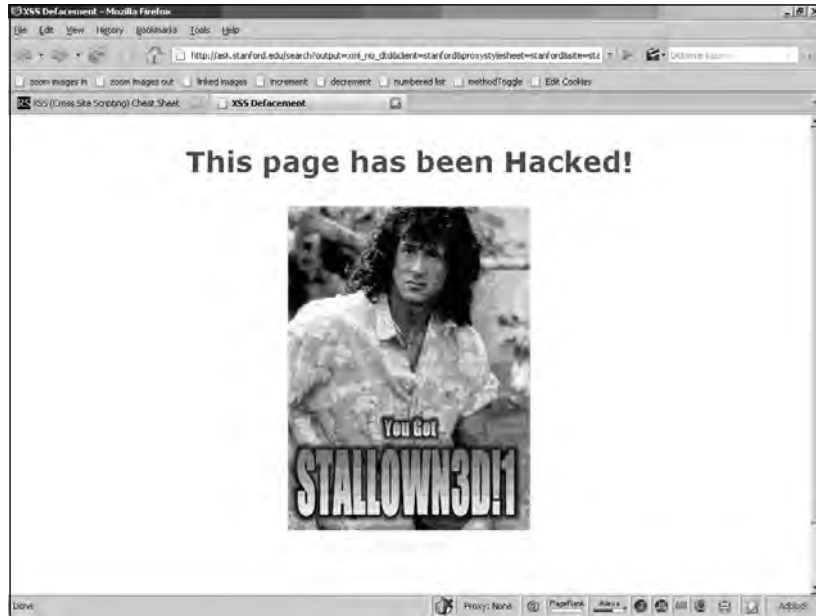 XSS Defacement - Mozilla Firefox
File Edit View History Bookmarks Tools Help
http://ask.stanford.edu/search?output=xml_no_dtd&client=stanford&proxystylesheet=stanford&site=sta
zoom images in zoom images out linked images increment decrement numbered list methodToggle Edit Cookies
RS XSS (Cross Site Scripting) Cheat Sheet XSS Defacement
This page has been Hacked!
You Got
STALLOWN3D!1
Done Proxy: None PageRank Alexa Adblock